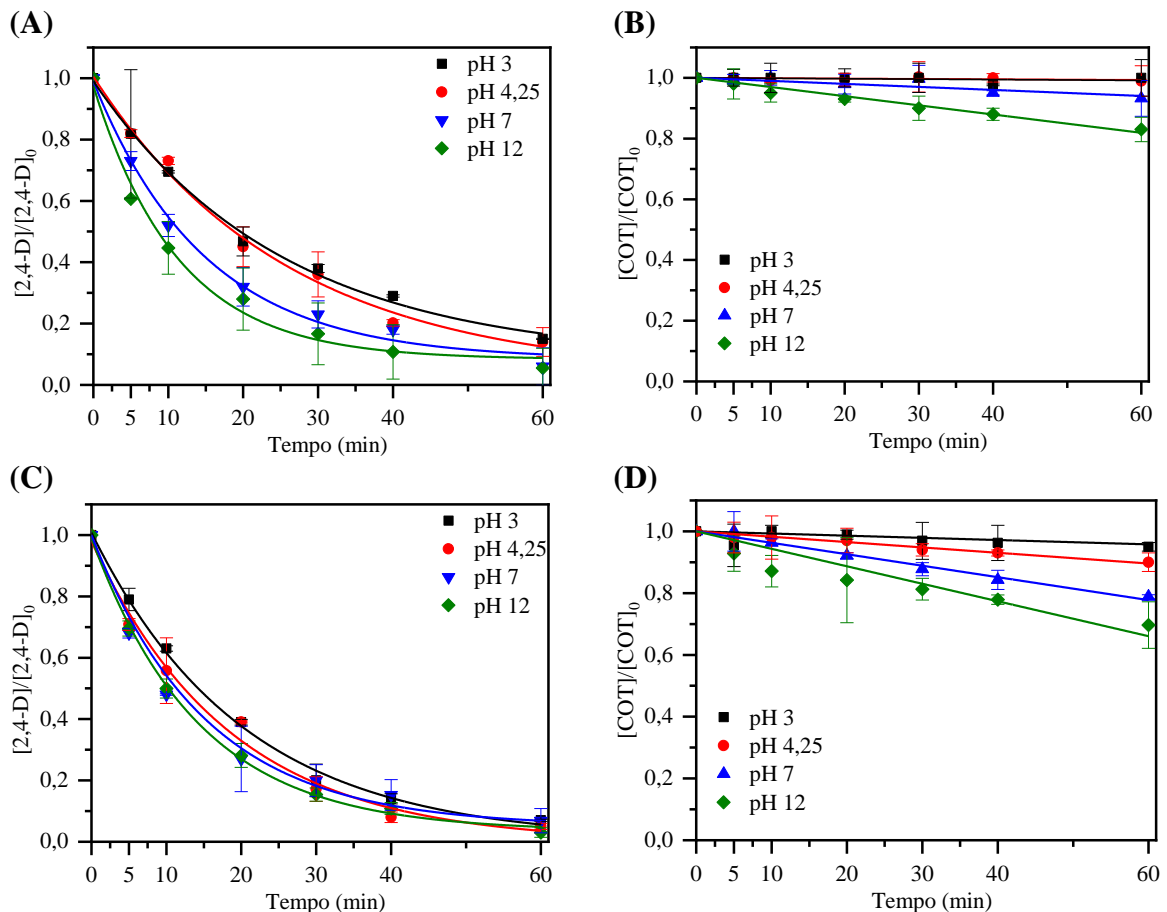 (A)
[2,4-D]/[2,4-D]0
1,0
0,8
0,6
0,4
0,2
0,0
pH 3
pH 4,25
pH 7
pH 12
0 5 10 20 30 40 60
Tempo (min)
(B)
[COT]/[COT]0
1,0
0,8
0,6
0,4
0,2
0,0
pH 3
pH 4,25
pH 7
pH 12
0 5 10 20 30 40 60
Tempo (min)
(C)
[2,4-D]/[2,4-D]0
1,0
0,8
0,6
0,4
0,2
0,0
pH 3
pH 4,25
pH 7
pH 12
0 5 10 20 30 40 60
Tempo (min)
(D)
[COT]/[COT]0
1,0
0,8
0,6
0,4
0,2
0,0
pH 3
pH 4,25
pH 7
pH 12
0 5 10 20 30 40 60
Tempo (min)